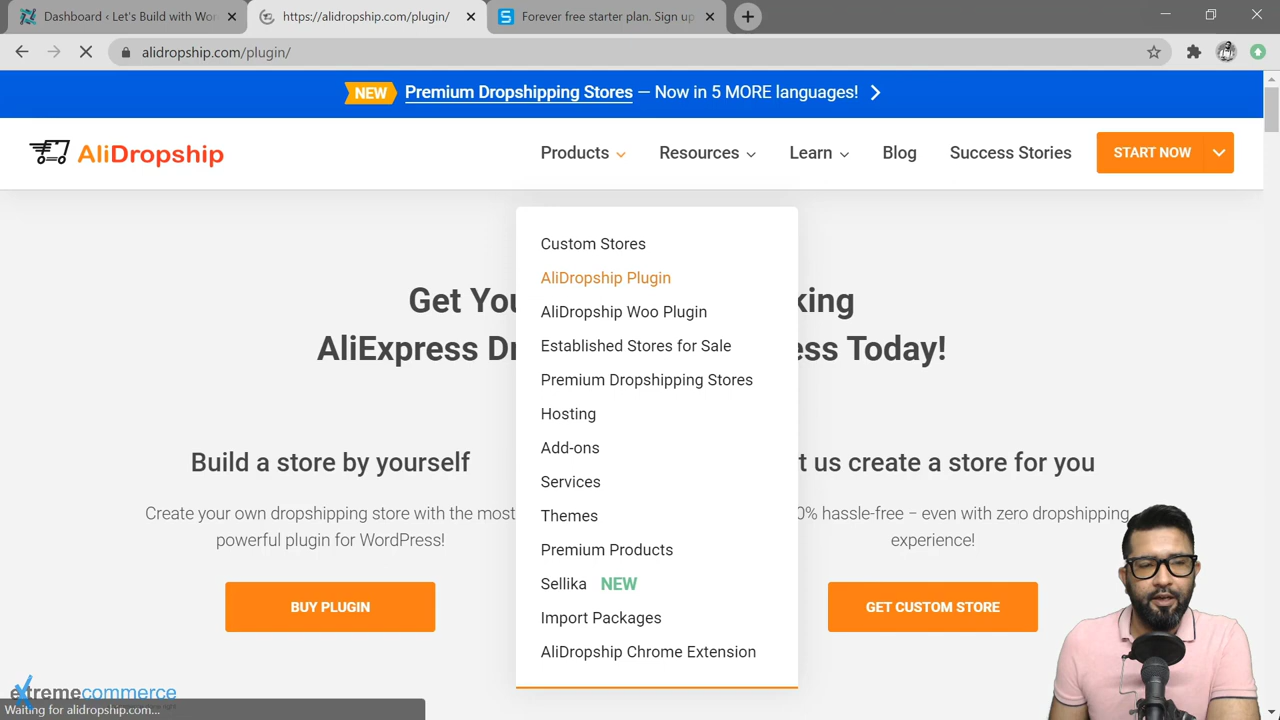 Dashboard ‹ Let's Build with Wor
https://alidropship.com/plugin/
Forever free starter plan. Sign up
alidropship.com/plugin/
NEW Premium Dropshipping Stores — Now in 5 MORE languages!
AliDropship
Products
Resources
Learn
Blog
Success Stories
START NOW
Custom Stores
AliDropship Plugin
AliDropship Woo Plugin
Established Stores for Sale
Premium Dropshipping Stores
Hosting
Add-ons
Services
Themes
Premium Products
Sellika NEW
Import Packages
AliDropship Chrome Extension
Get You king
AliExpress Dr ess Today!
Build a store by yourself
Create your own dropshipping store with the most
powerful plugin for WordPress!
BUY PLUGIN
t us create a store for you
0% hassle-free – even with zero dropshipping
experience!
GET CUSTOM STORE
extremecommerce
Waiting for alidropship.com...